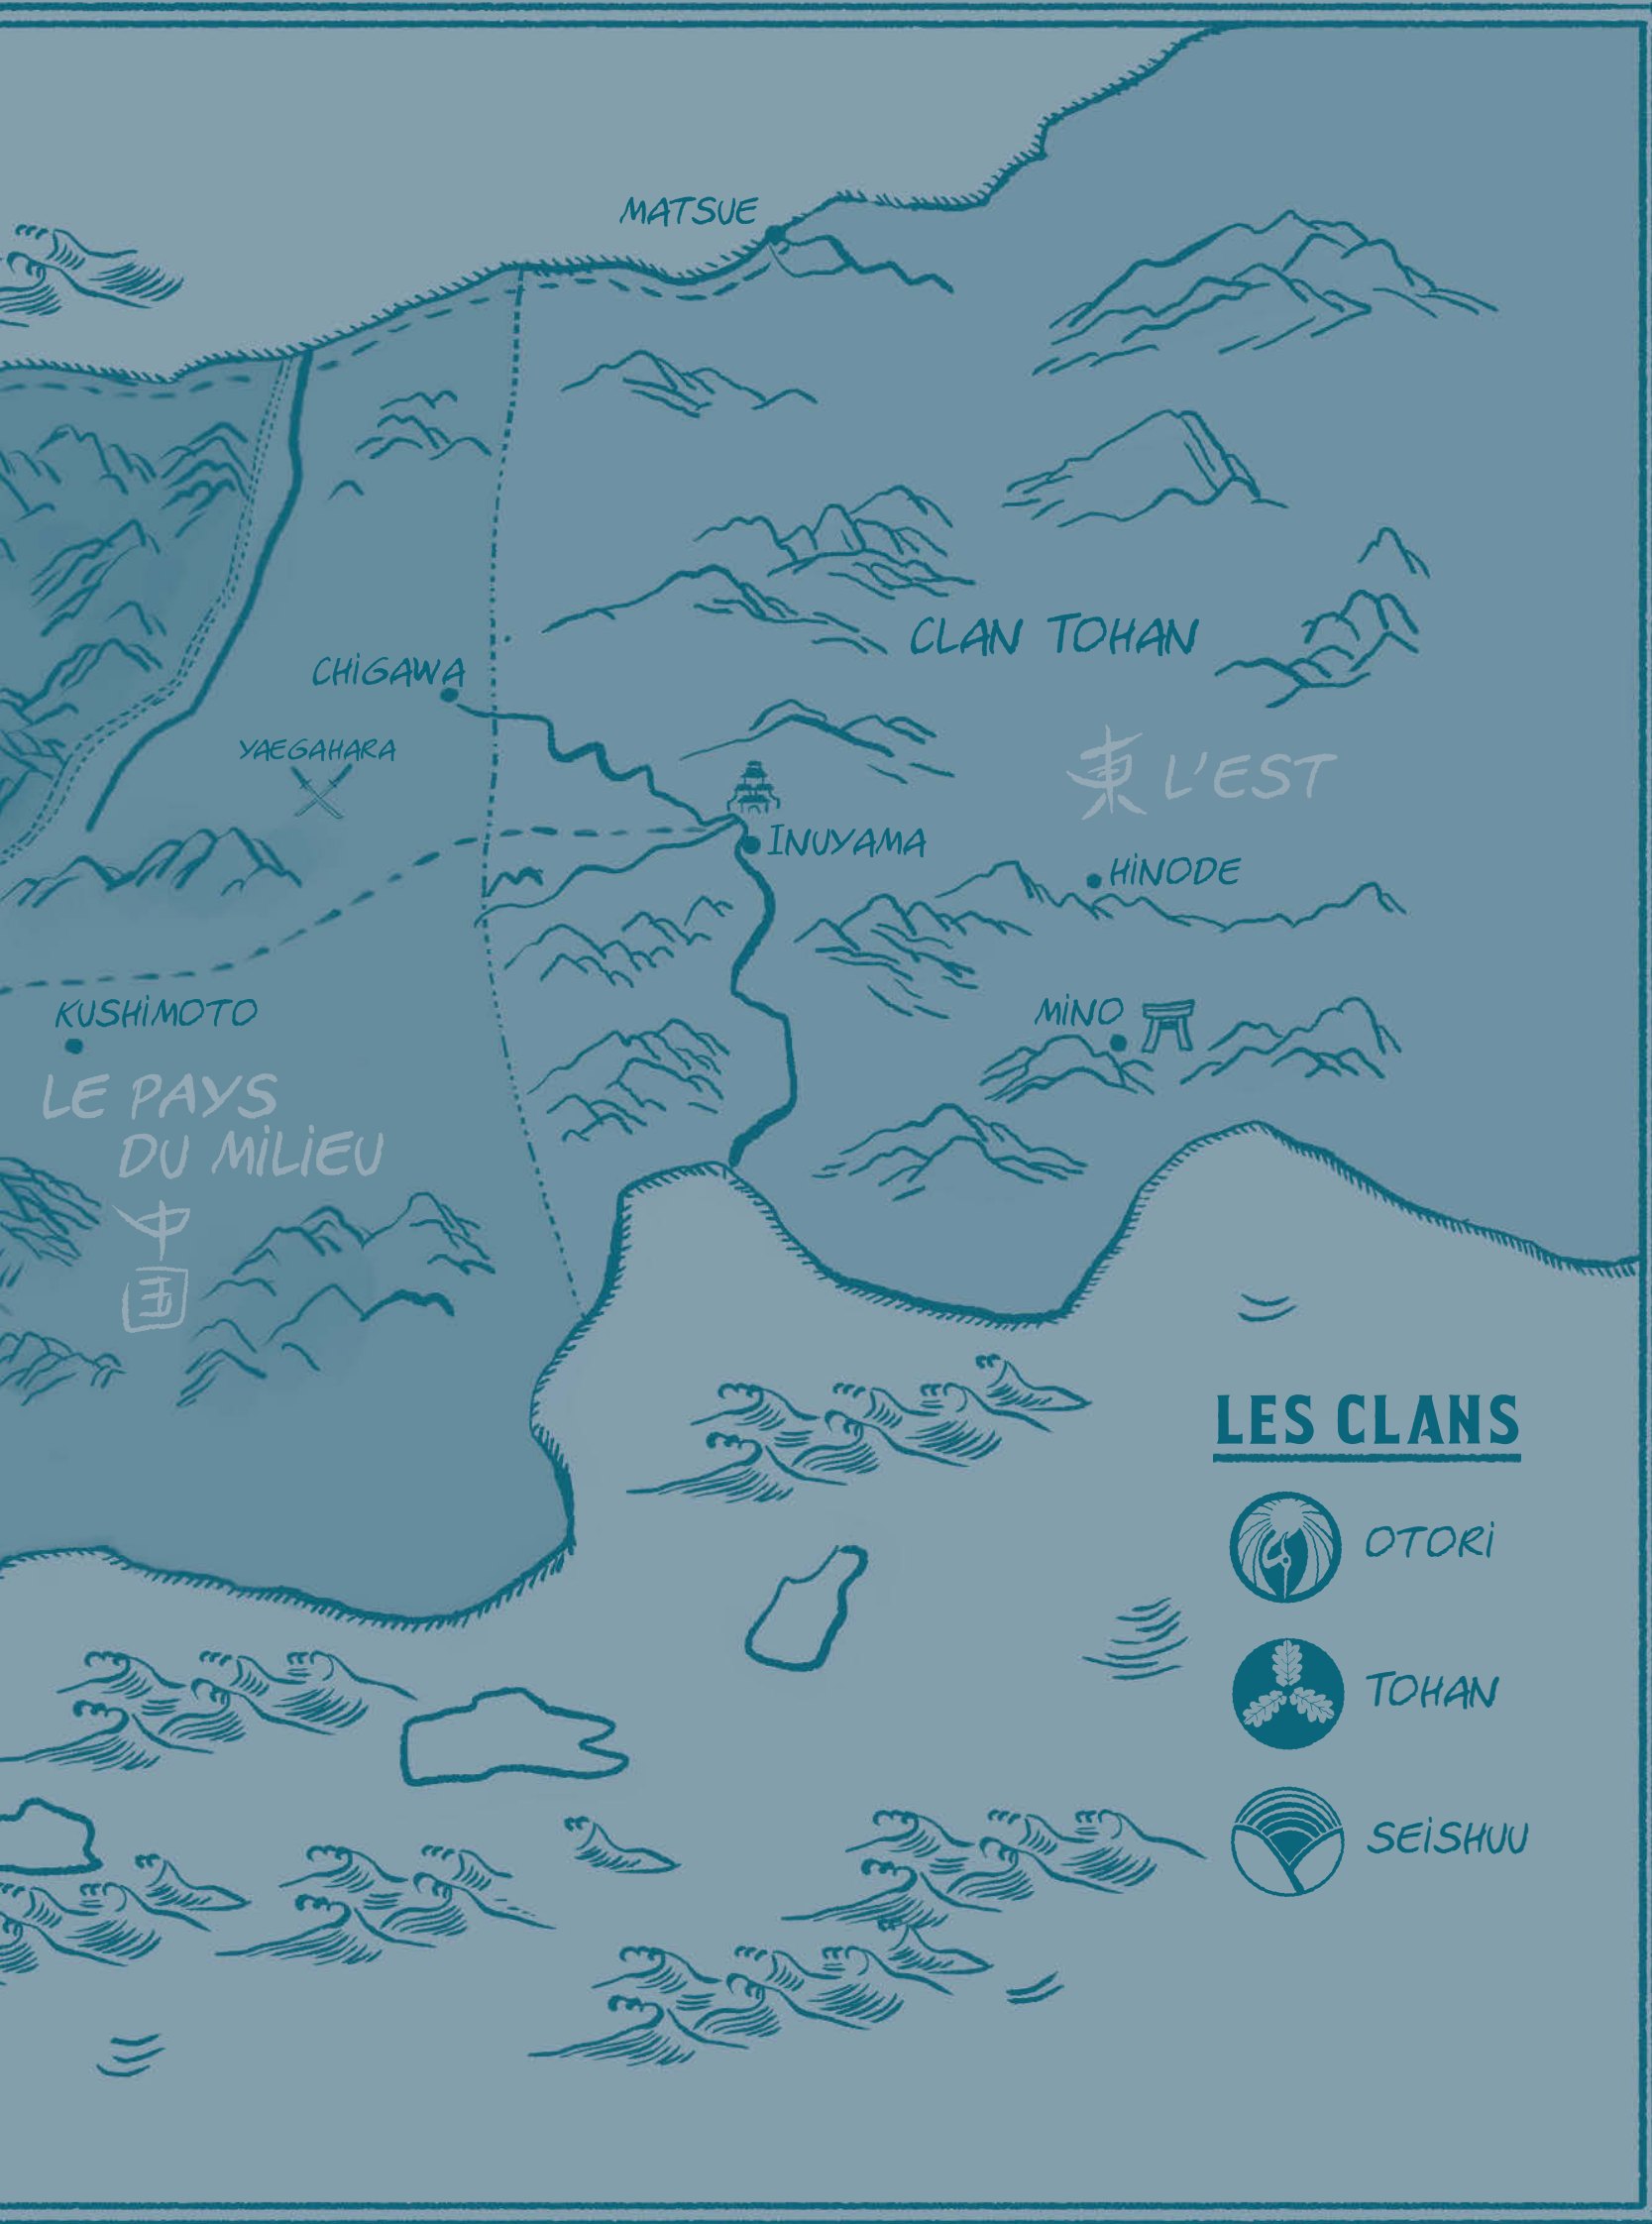 MATSUE
CLAN TOHAN
CHiGAWA
YAEGAHARA
東 L'EST
INUYAMA
HiNODE
KUSHiMOTO
MiNO
LE PAYS
DU MiLiEU
中
国
LES CLANS
OTORi
TOHAN
SEiSHUU